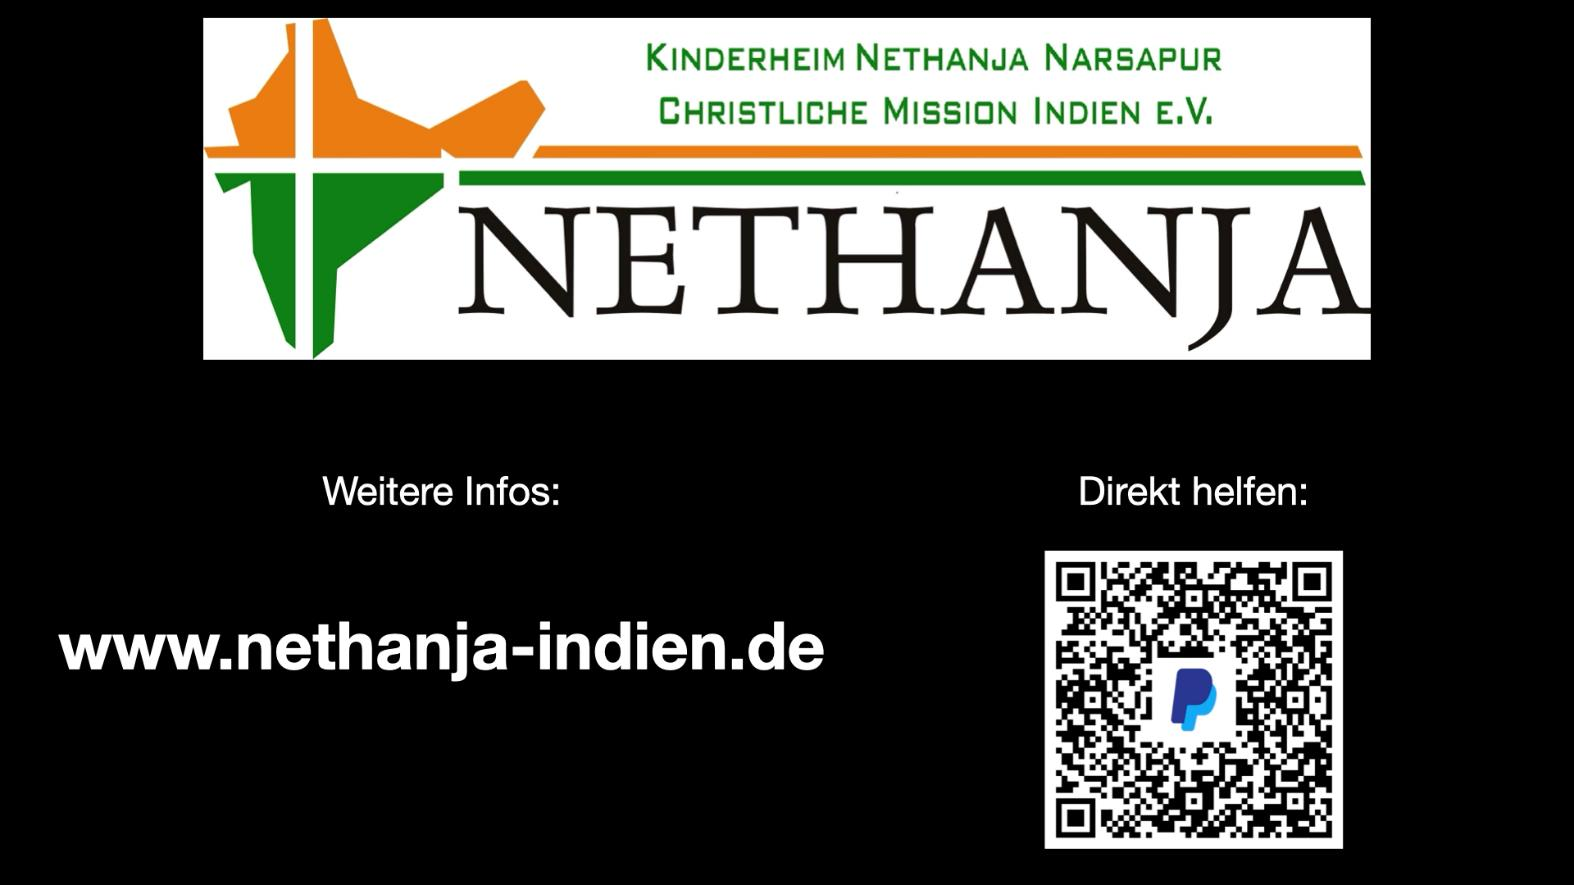 Kinderheim Nethanja Narsapur
Christliche Mission Indien e.V.
NETHANJA
Weitere Infos:
Direkt helfen:
www.nethanja-indien.de